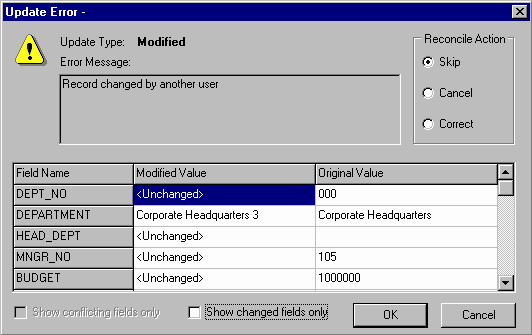 Update Error -
Update Type: Modified
Error Message:
Record changed by another user
Reconcile Action
Skip
Cancel
Correct
Field Name Modified Value Original Value
DEPT_NO <Unchanged> 000
DEPARTMENT Corporate Headquarters 3 Corporate Headquarters
HEAD_DEPT <Unchanged>
MNGR_NO <Unchanged> 105
BUDGET <Unchanged> 1000000
Show conflicting fields only Show changed fields only OK Cancel